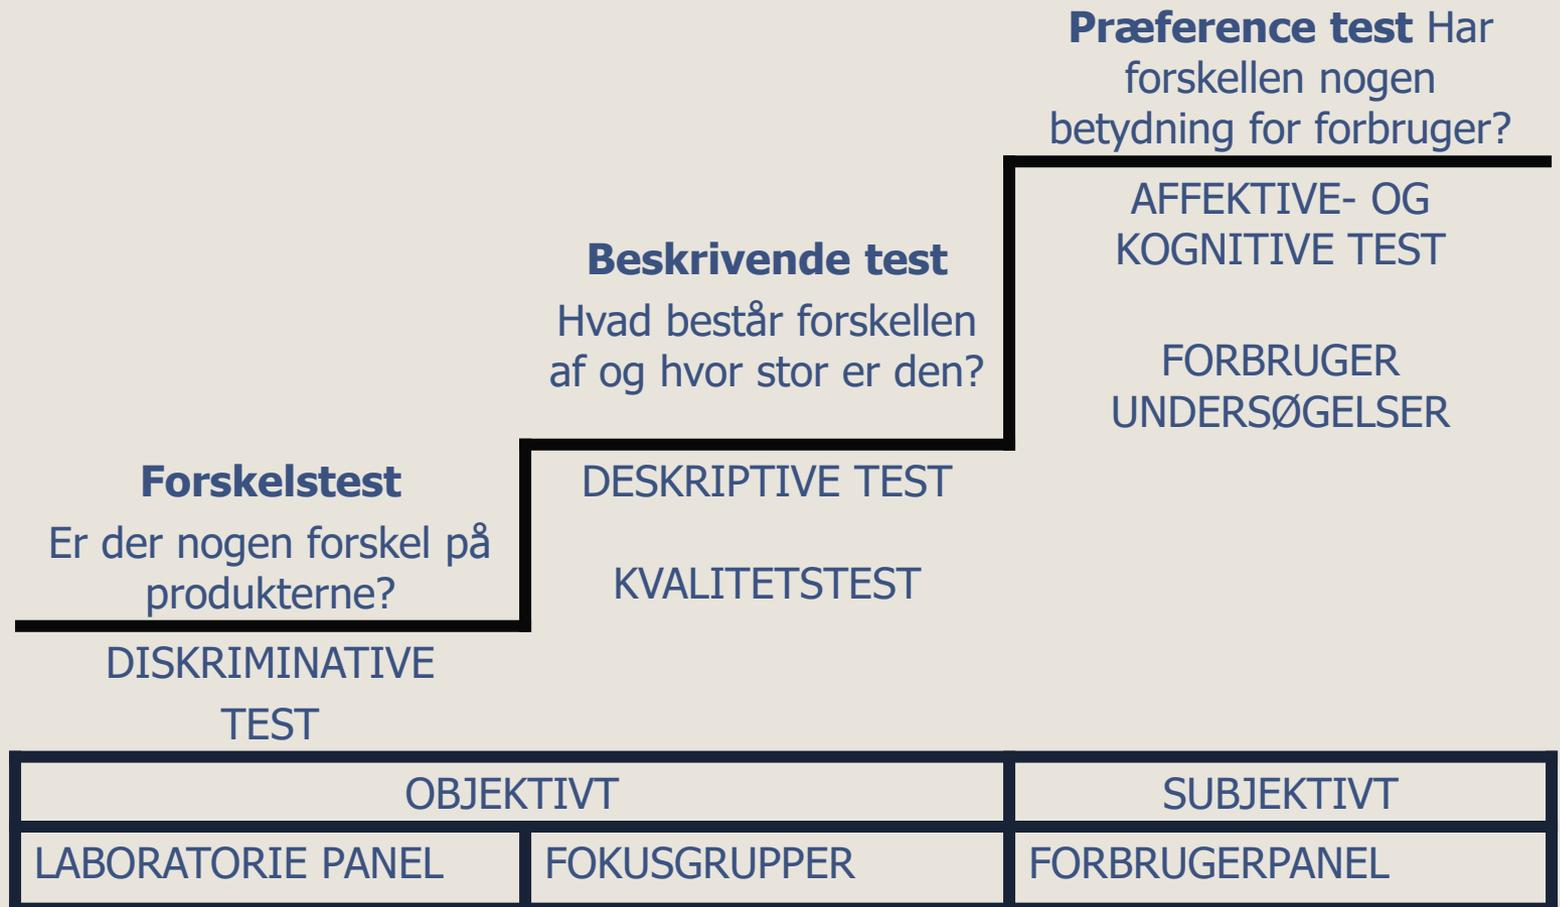 Forskelstest
Er der nogen forskel på
produkterne?
DISKRIMINATIVE
TEST
Beskrivende test
Hvad består forskellen
af og hvor stor er den?
DESKRIPTIVE TEST
KVALITETSTEST
Præference test Har
forskellen nogen
betydning for forbruger?
AFFEKTIVE- OG
KOGNITIVE TEST
FORBRUGER
UNDERSØGELSER
OBJEKTIVT
SUBJEKTIVT
LABORATORIE PANEL
FOKUSGRUPPER
FORBRUGERPANEL